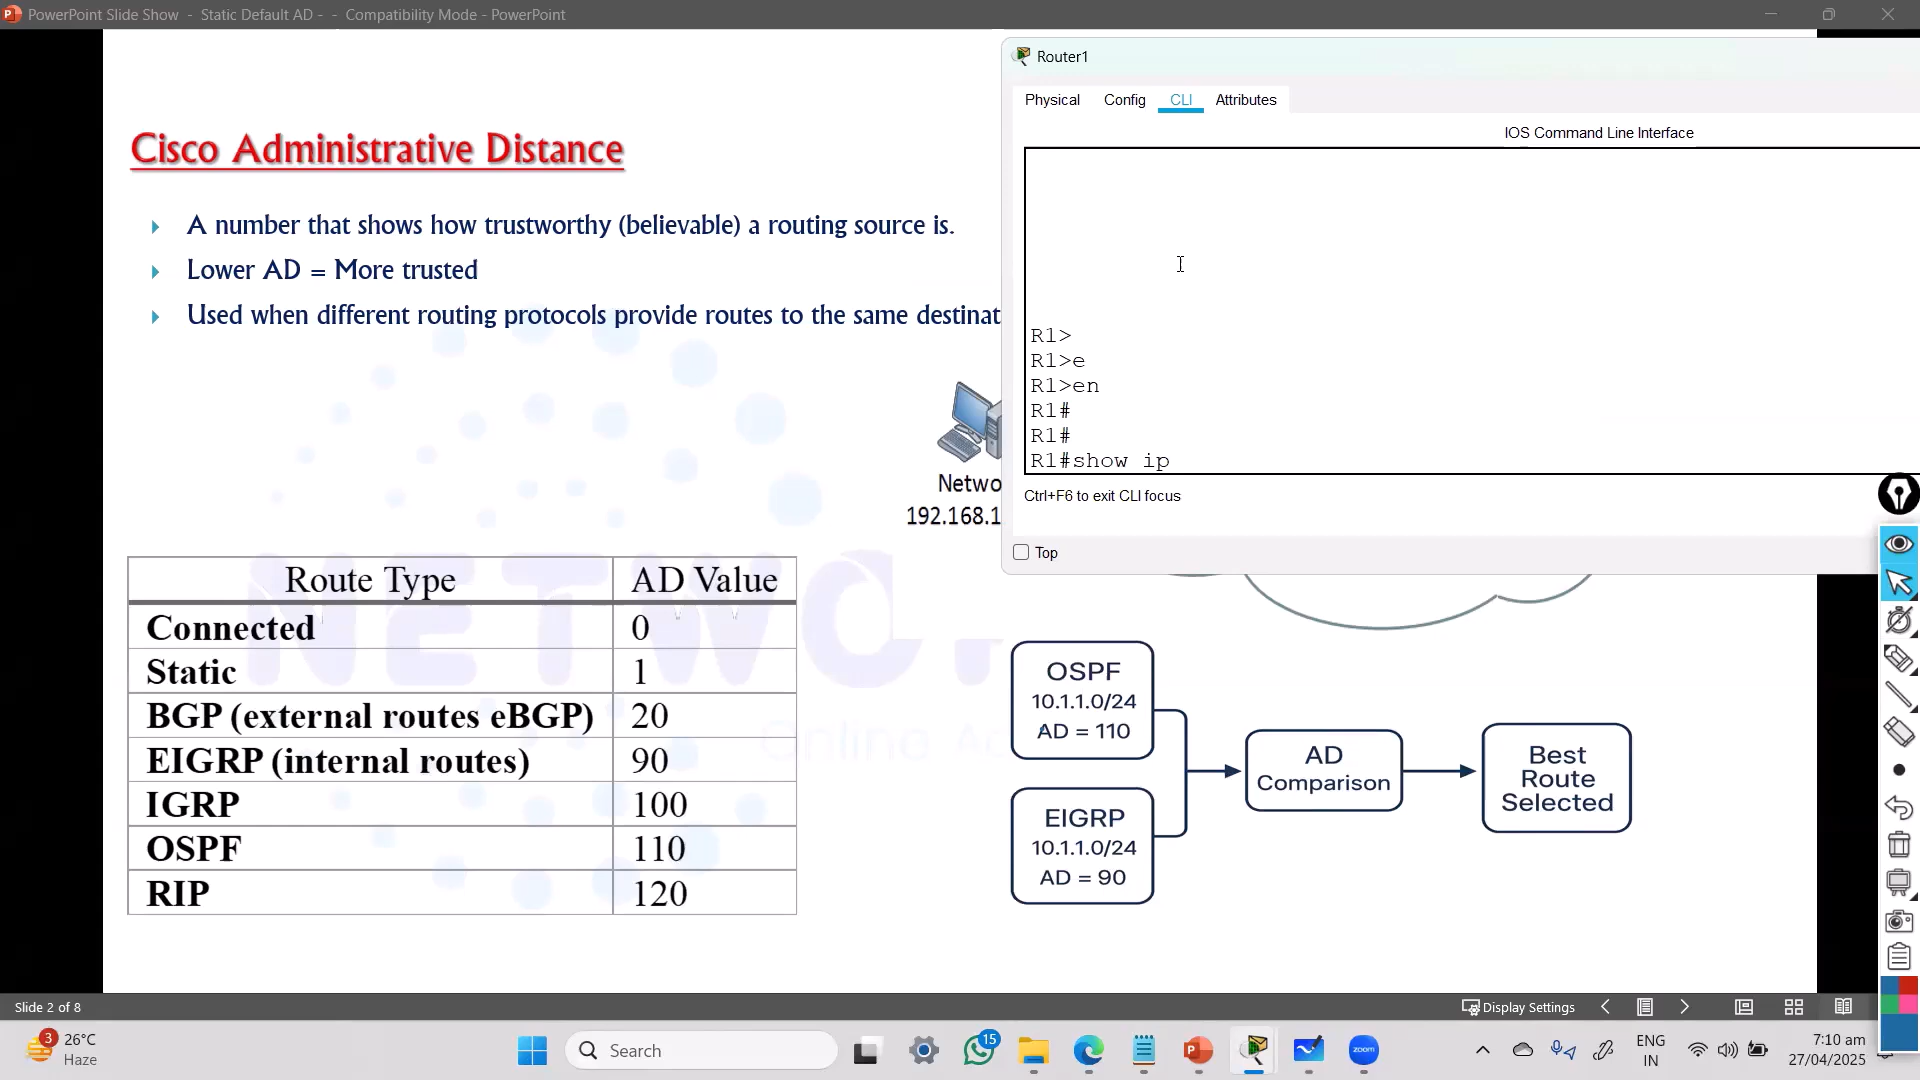 PowerPoint Slide Show - Static Default AD - - Compatibility Mode - PowerPoint
Cisco Administrative Distance
A number that shows how trustworthy (believable) a routing source is.
Lower AD = More trusted
Used when different routing protocols provide routes to the same destinat
Netwo
192.168.1
Route Type AD Value
Connected 0
Static 1
BGP (external routes eBGP) 20
EIGRP (internal routes) 90
IGRP 100
OSPF 110
RIP 120
Router1
Physical Config CLI Attributes
IOS Command Line Interface
R1>
R1>e
R1>en
R1#
R1#
R1#show ip
Ctrl+F6 to exit CLI focus
Top
OSPF
10.1.1.0/24
AD = 110
EIGRP
10.1.1.0/24
AD = 90
AD
Comparison
Best
Route
Selected
Slide 2 of 8
Display Settings
3
26°C
Haze
Search
15
zoom
ENG
IN
7:10 am
27/04/2025